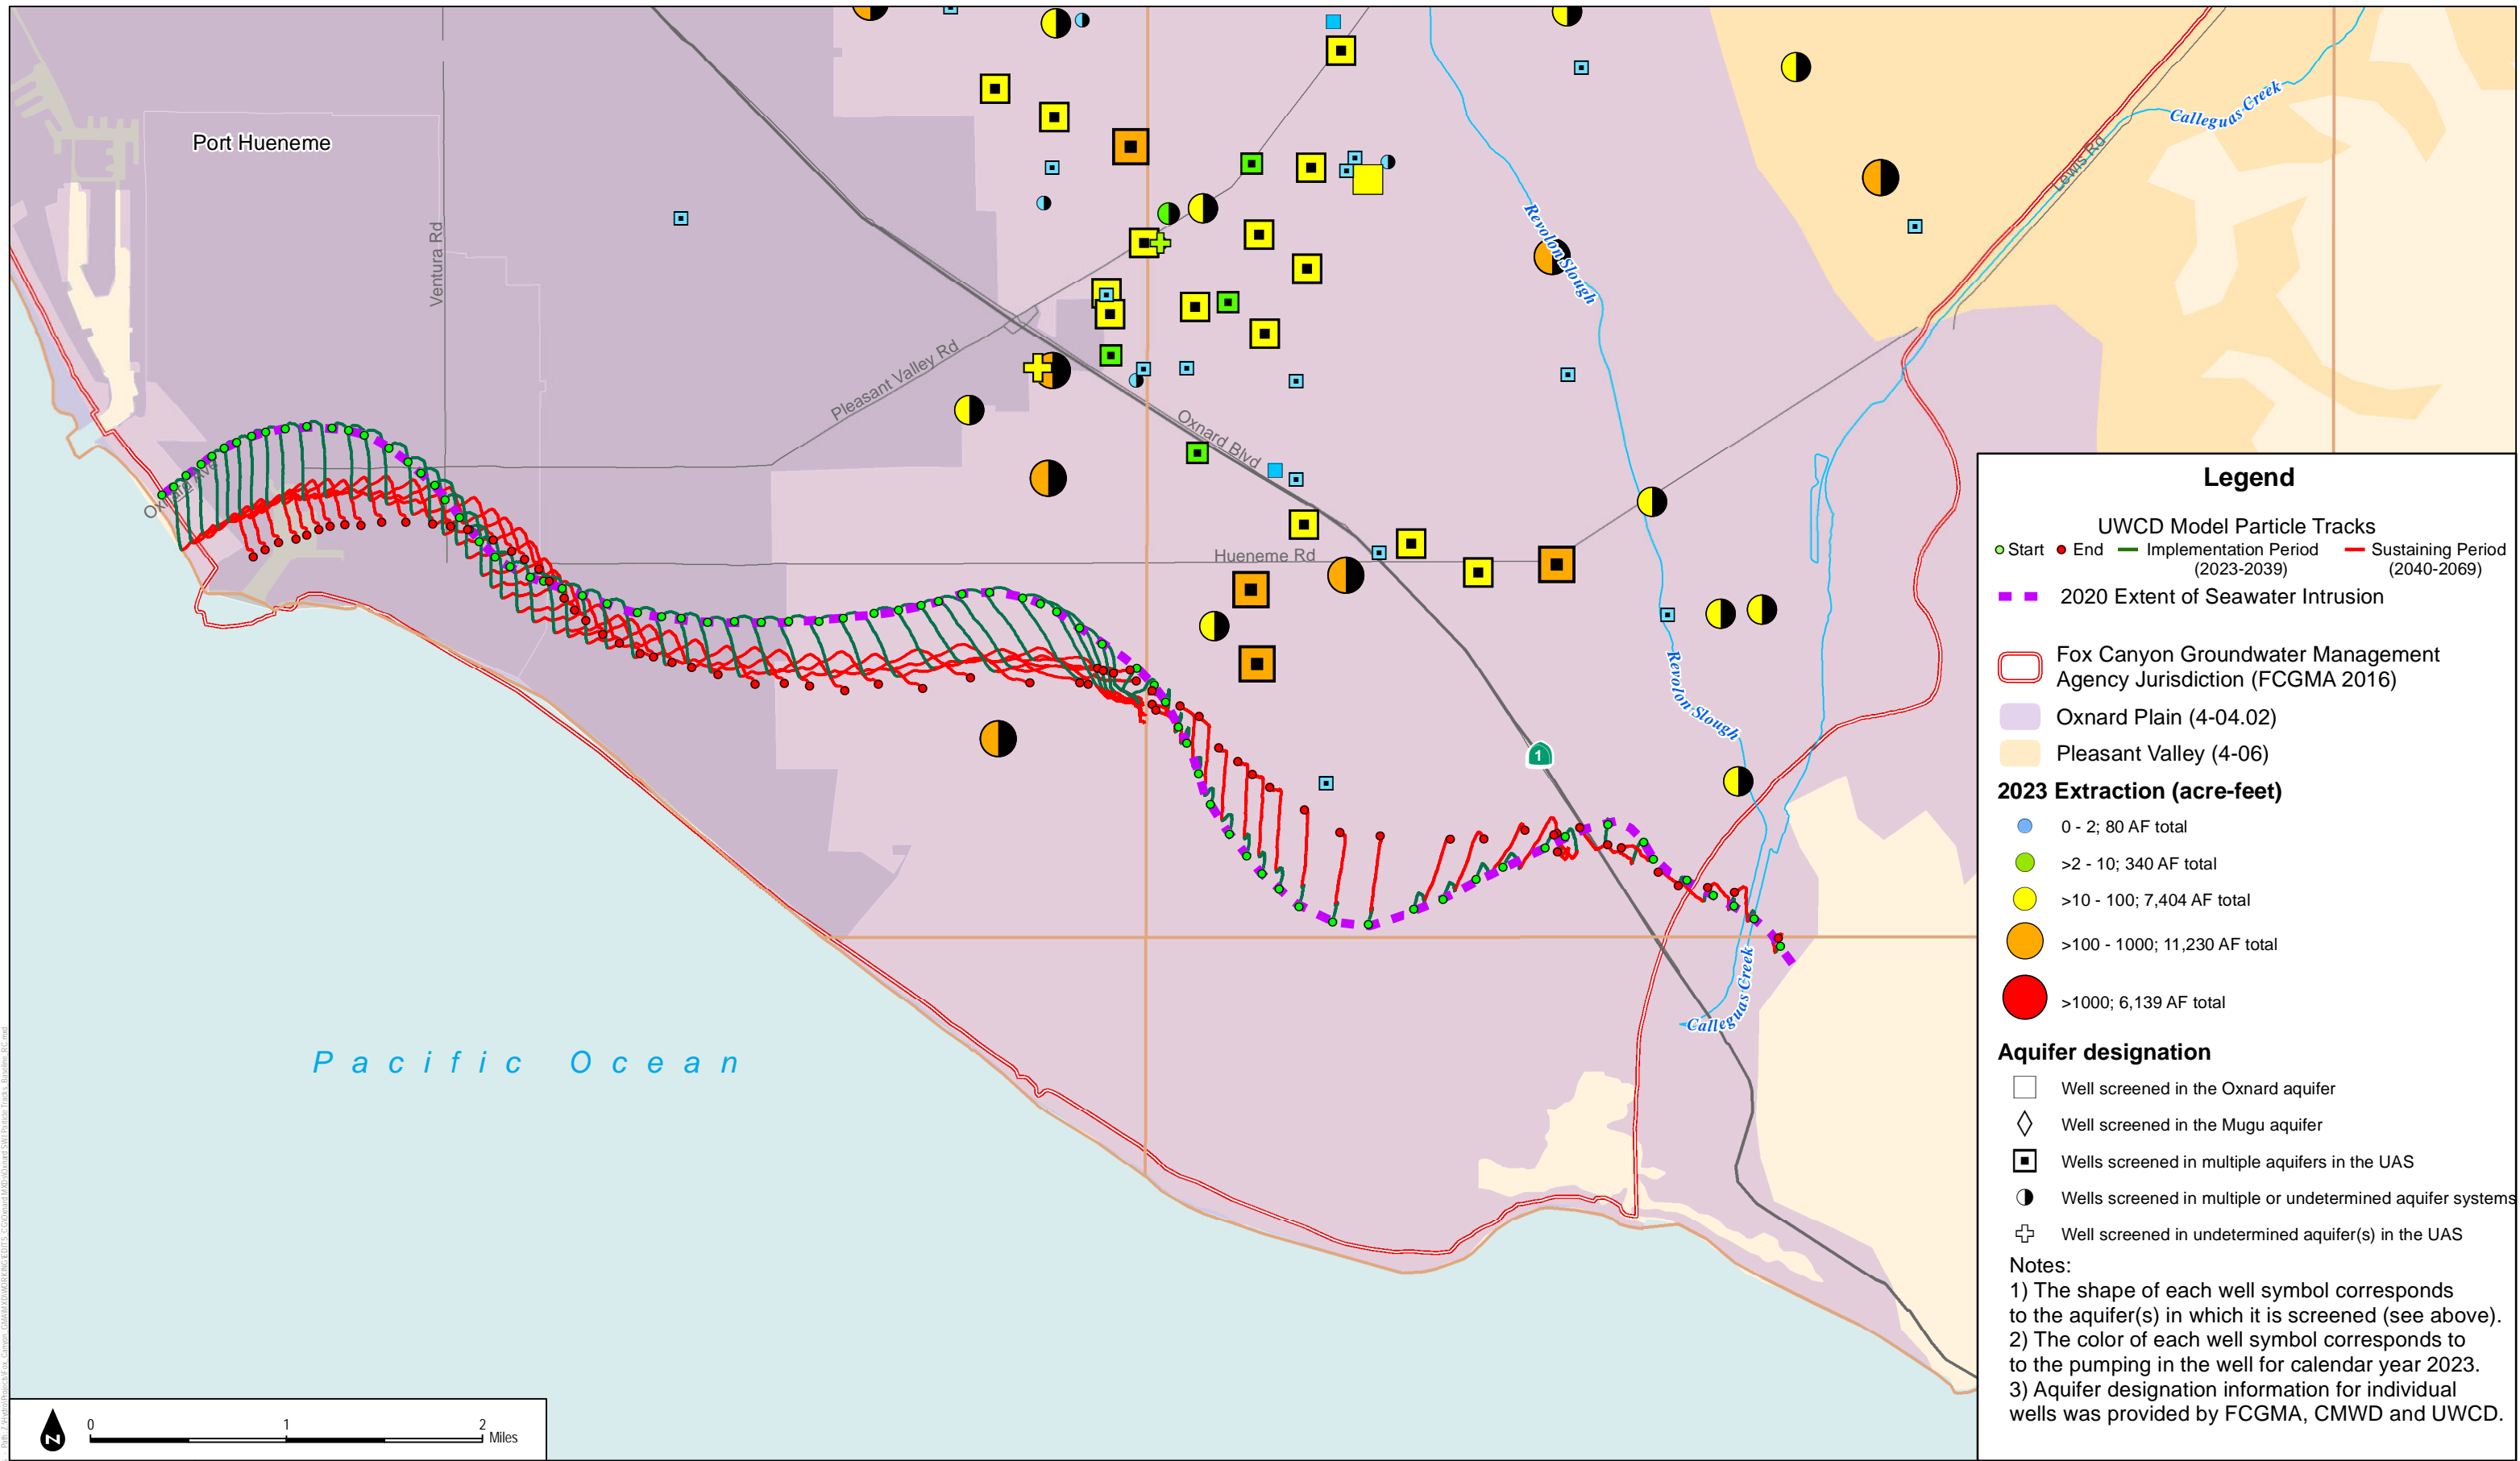 Port Hueneme
Ventura Rd
Pleasant Valley Rd
Oxnard Blvd
Oxnard Ave
Hueneme Rd
Lewis Rd
Calleguas Creek
Revolon Slough
Revolon Slough
Calleguas Creek
1
Pacific Ocean
N
0 1 2
Miles
Legend
UWCD Model Particle Tracks
Start End Implementation Period Sustaining Period
(2023-2039) (2040-2069)
2020 Extent of Seawater Intrusion
Fox Canyon Groundwater Management
Agency Jurisdiction (FCGMA 2016)
Oxnard Plain (4-04.02)
Pleasant Valley (4-06)
2023 Extraction (acre-feet)
0 - 2; 80 AF total
>2 - 10; 340 AF total
>10 - 100; 7,404 AF total
>100 - 1000; 11,230 AF total
>1000; 6,139 AF total
Aquifer designation
Well screened in the Oxnard aquifer
Well screened in the Mugu aquifer
Wells screened in multiple aquifers in the UAS
Wells screened in multiple or undetermined aquifer systems
Well screened in undetermined aquifer(s) in the UAS
Notes:
1) The shape of each well symbol corresponds
to the aquifer(s) in which it is screened (see above).
2) The color of each well symbol corresponds to
to the pumping in the well for calendar year 2023.
3) Aquifer designation information for individual
wells was provided by FCGMA, CMWD and UWCD.